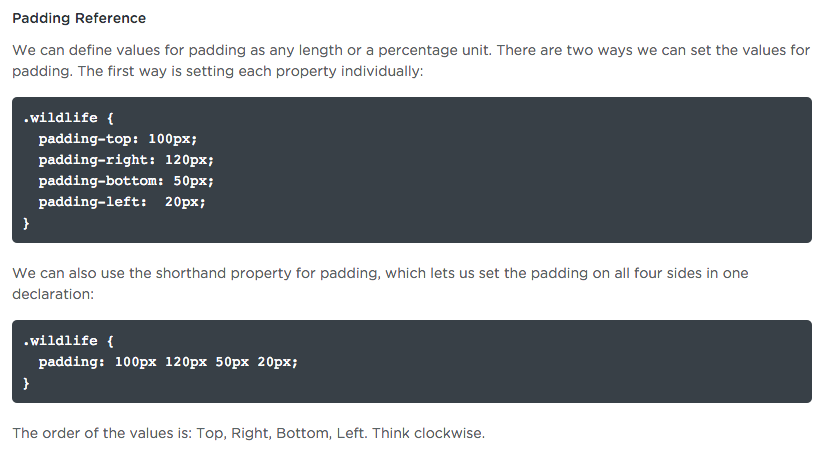 Padding Reference
We can define values for padding as any length or a percentage unit. There are two ways we can set the values for
padding. The first way is setting each property individually:
.wildlife {
  padding-top: 100px;
  padding-right: 120px;
  padding-bottom: 50px;
  padding-left:  20px;
}
We can also use the shorthand property for padding, which lets us set the padding on all four sides in one
declaration:
.wildlife {
  padding: 100px 120px 50px 20px;
}
The order of the values is: Top, Right, Bottom, Left. Think clockwise.